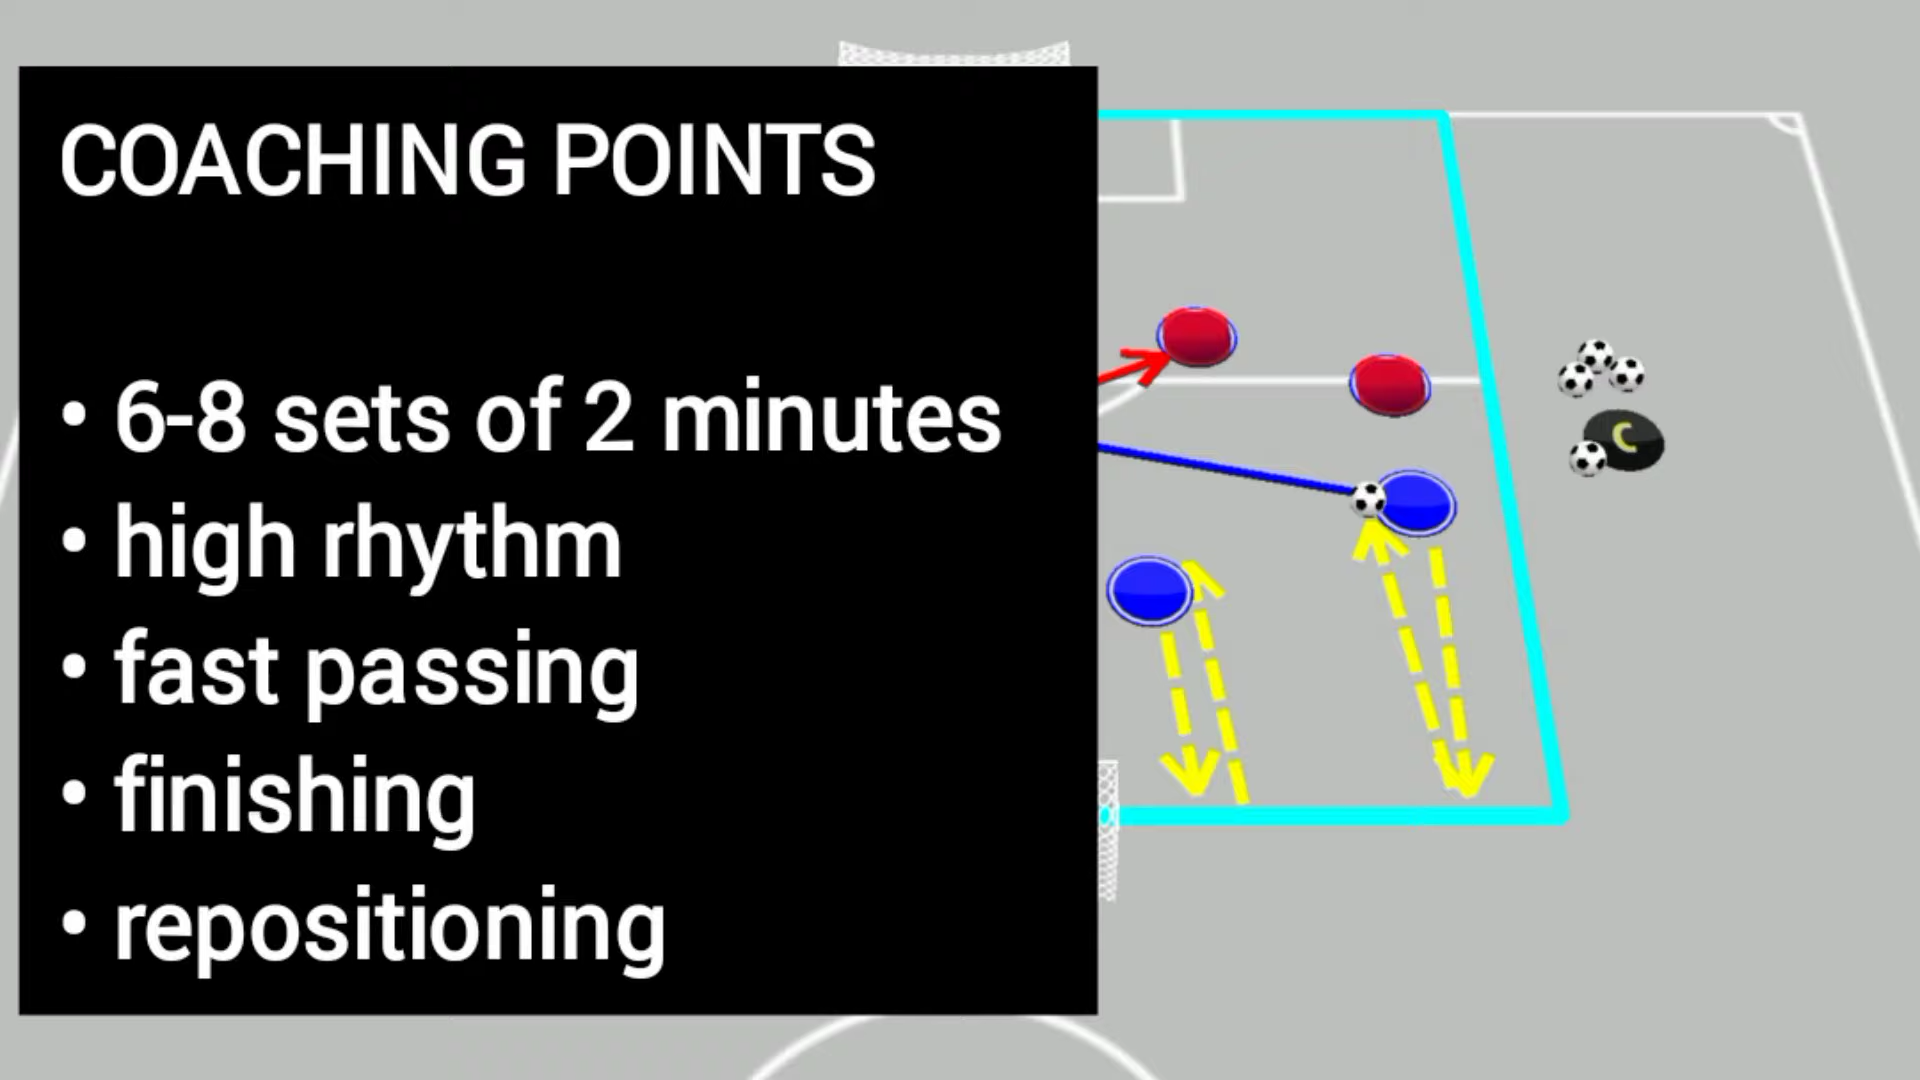 COACHING POINTS
• 6-8 sets of 2 minutes
• high rhythm
• fast passing
• finishing
• repositioning
C